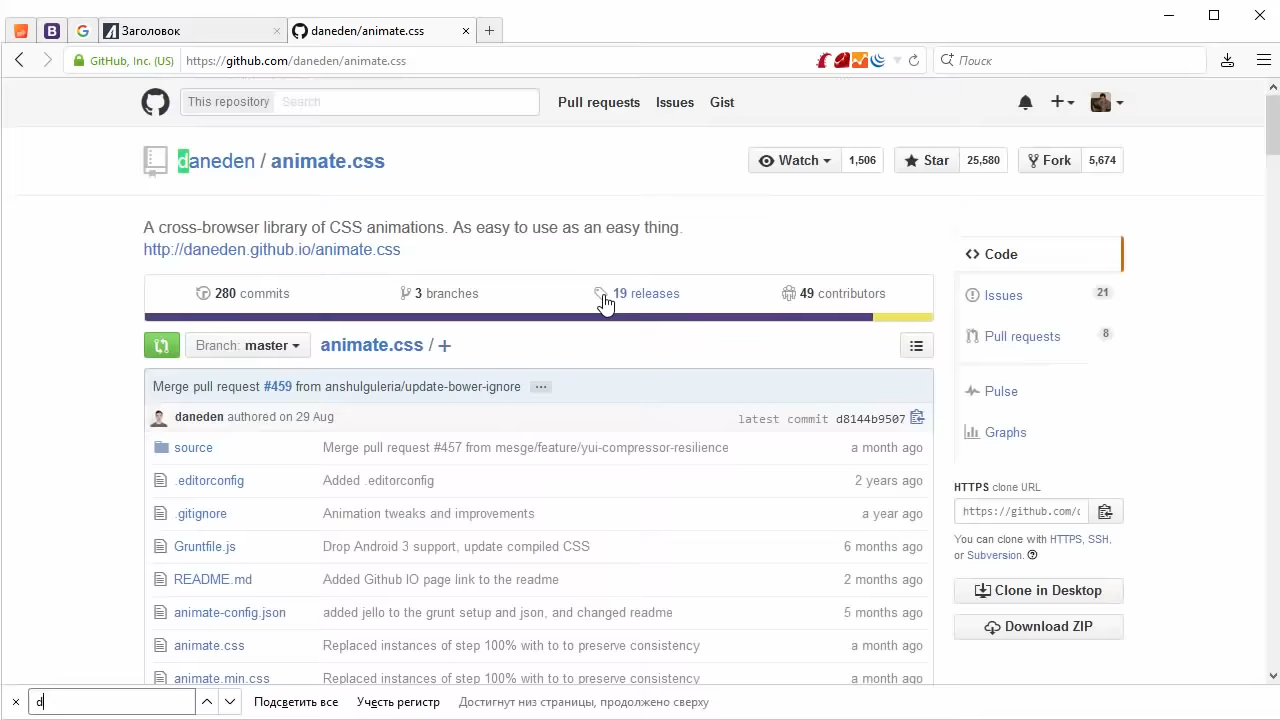 Заголовок
daneden/animate.css
GitHub, Inc. (US)
https://github.com/daneden/animate.css
Поиск
This repository
Search
Pull requests
Issues
Gist
daneden / animate.css
Watch
1,506
Star
25,580
Fork
5,674
A cross-browser library of CSS animations. As easy to use as an easy thing.
http://daneden.github.io/animate.css
280 commits
3 branches
19 releases
49 contributors
Branch: master
animate.css / +
Merge pull request #459 from anshulguleria/update-bower-ignore
daneden authored on 29 Aug
latest commit d8144b9507
source
Merge pull request #457 from mesge/feature/yui-compressor-resilience
a month ago
.editorconfig
Added .editorconfig
2 years ago
.gitignore
Animation tweaks and improvements
a year ago
Gruntfile.js
Drop Android 3 support, update compiled CSS
6 months ago
README.md
Added Github IO page link to the readme
2 months ago
animate-config.json
added jello to the grunt setup and json, and changed readme
5 months ago
animate.css
Replaced instances of step 100% with to to preserve consistency
a month ago
animate.min.css
Replaced instances of step 100% with to to preserve consistency
a month ago
Code
Issues
21
Pull requests
8
Pulse
Graphs
HTTPS clone URL
https://github.com/
You can clone with HTTPS, SSH,
or Subversion.
Clone in Desktop
Download ZIP
d
Подсветить все
Учесть регистр
Достигнут низ страницы, продолжено сверху